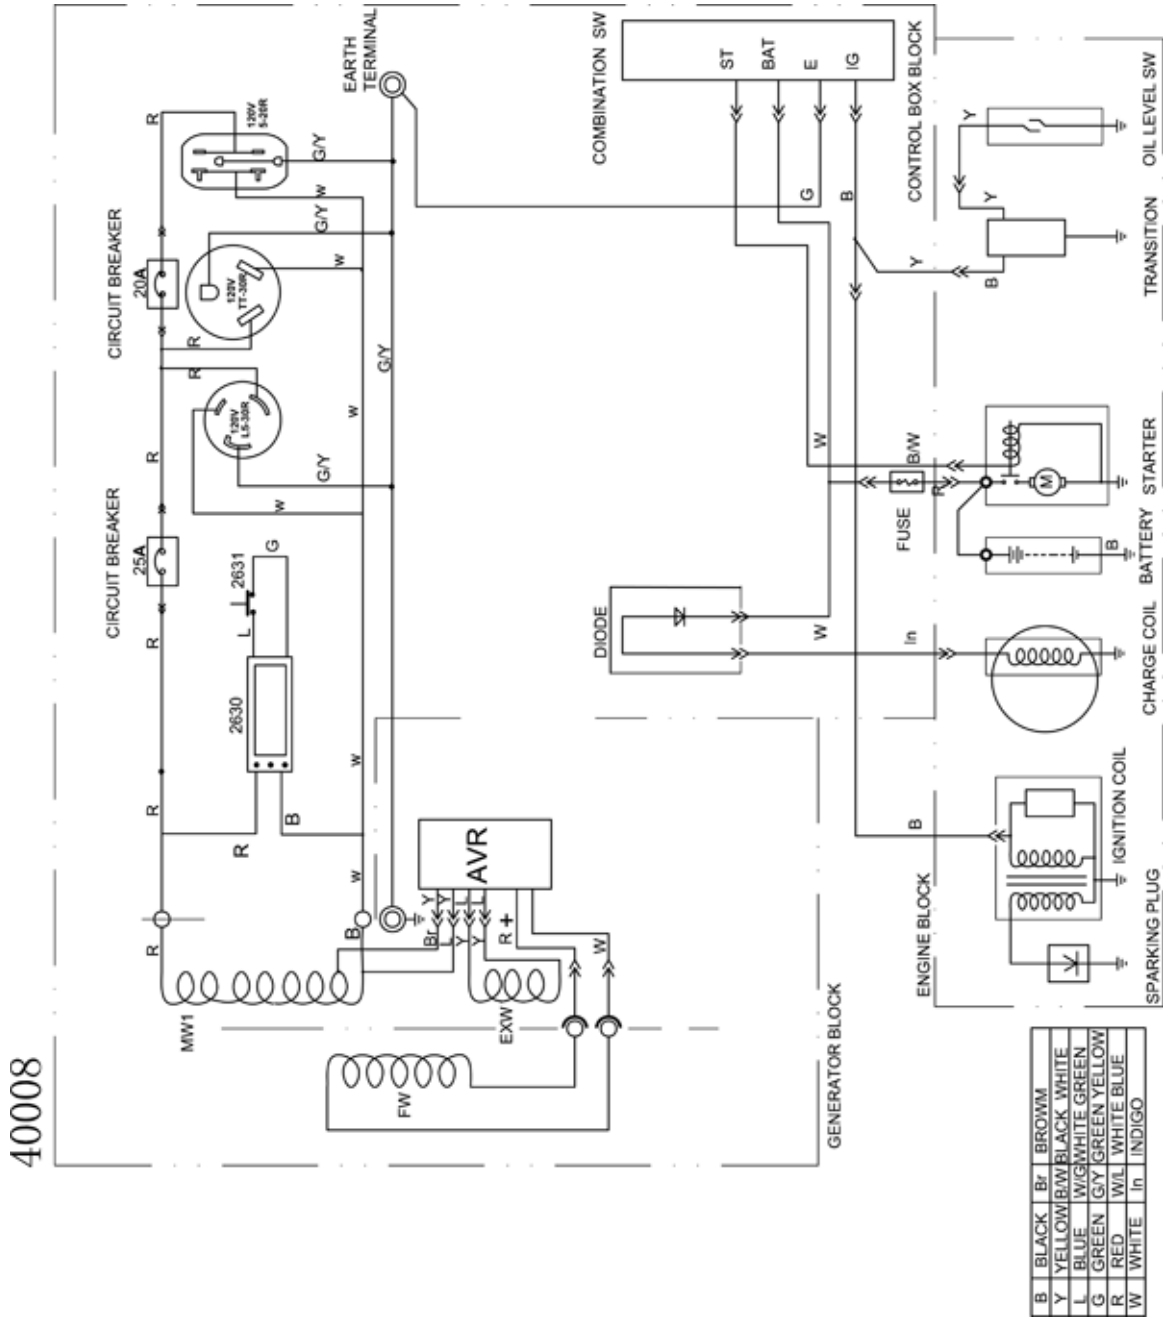 40008
MW1
FW
EXW
GENERATOR BLOCK
R
B
Br
L
Y
Y
Y
Y
L
L
R +
W
AVR
R
R
B
W
W
2630
L
2631
G
R
CIRCUIT BREAKER
25A
R
R
R
W
G/Y
W
G/Y
120V
L5-30R
CIRCUIT BREAKER
20A
120V
TT-30R
W
G/Y
W
G/Y
R
120V
5-20R
EARTH
TERMINAL
COMBINATION SW
ST
BAT
E
IG
G
B
CONTROL BOX BLOCK
Y
B
Y
Y
OIL LEVEL SW
TRANSITION
W
B/W
R
FUSE
M
STARTER
B
BATTERY
DIODE
W
In
CHARGE COIL
B
ENGINE BLOCK
IGNITION COIL
SPARKING PLUG
B BLACK Br BROWM
Y YELLOW B/W BLACK WHITE
L BLUE W/G WHITE GREEN
G GREEN G/Y GREEN YELLOW
R RED W/L WHITE BLUE
W WHITE In INDIGO